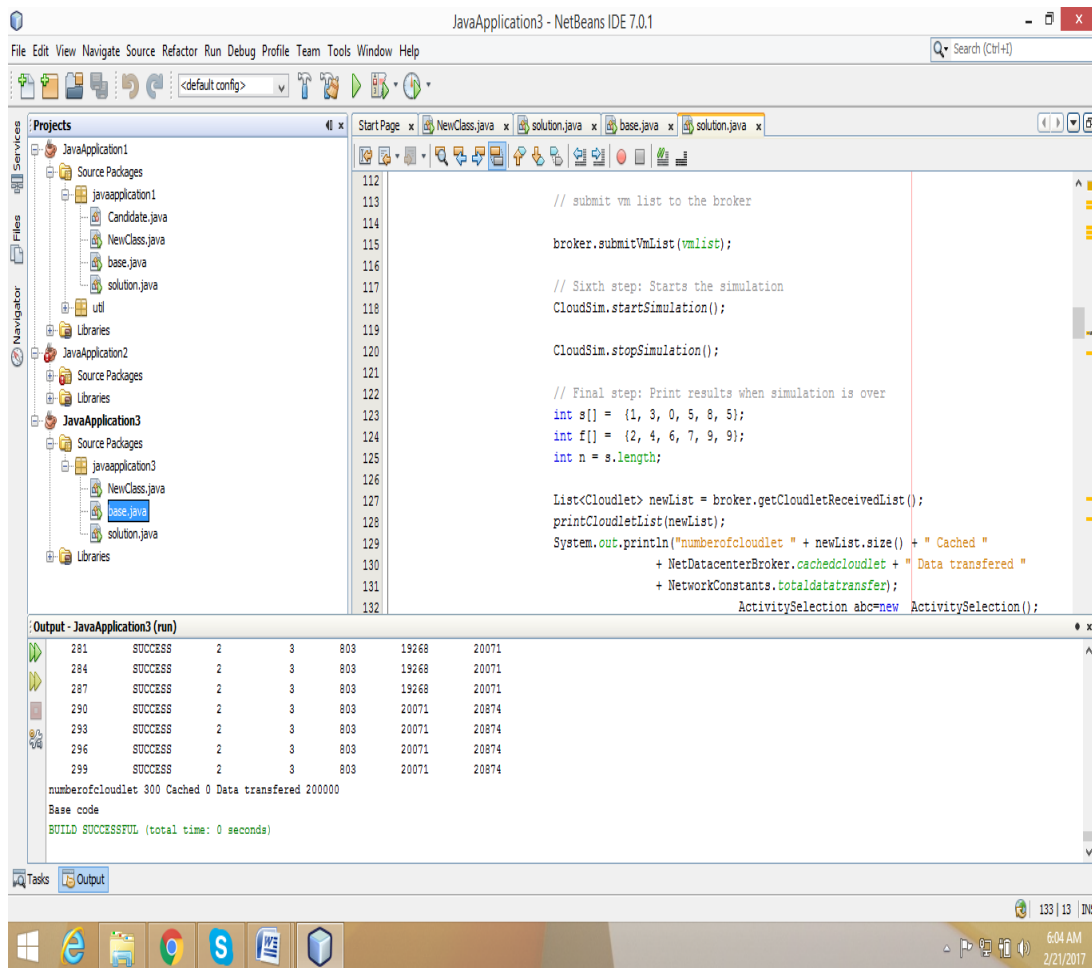 JavaApplication3 - NetBeans IDE 7.0.1
File Edit View Navigate Source Refactor Run Debug Profile Team Tools Window Help
Search (Ctrl+I)
<default config>
Services
Files
Navigator
Projects
JavaApplication1
Source Packages
javaapplication1
Candidate.java
NewClass.java
base.java
solution.java
util
Libraries
JavaApplication2
Source Packages
Libraries
JavaApplication3
Source Packages
javaapplication3
NewClass.java
base.java
solution.java
Libraries
Start Page x NewClass.java x solution.java x base.java x solution.java x
112
113 // submit vm list to the broker
114
115 broker.submitVmList(vmlist);
116
117 // Sixth step: Starts the simulation
118 CloudSim.startSimulation();
119
120 CloudSim.stopSimulation();
121
122 // Final step: Print results when simulation is over
123 int s[] = {1, 3, 0, 5, 8, 5};
124 int f[] = {2, 4, 6, 7, 9, 9};
125 int n = s.length;
126
127 List<Cloudlet> newList = broker.getCloudletReceivedList();
128 printCloudletList(newList);
129 System.out.println("numberofcloudlet " + newList.size() + " Cached "
130 + NetDatacenterBroker.cachedcloudlet + " Data transfered "
131 + NetworkConstants.totaldatatransfer);
132 ActivitySelection abc=new ActivitySelection();
Output - JavaApplication3 (run)
281 SUCCESS 2 3 803 19268 20071
284 SUCCESS 2 3 803 19268 20071
287 SUCCESS 2 3 803 19268 20071
290 SUCCESS 2 3 803 20071 20874
293 SUCCESS 2 3 803 20071 20874
296 SUCCESS 2 3 803 20071 20874
299 SUCCESS 2 3 803 20071 20874
numberofcloudlet 300 Cached 0 Data transfered 200000
Base code
BUILD SUCCESSFUL (total time: 0 seconds)
Tasks Output
133 | 13 INS
6:04 AM
2/21/2017